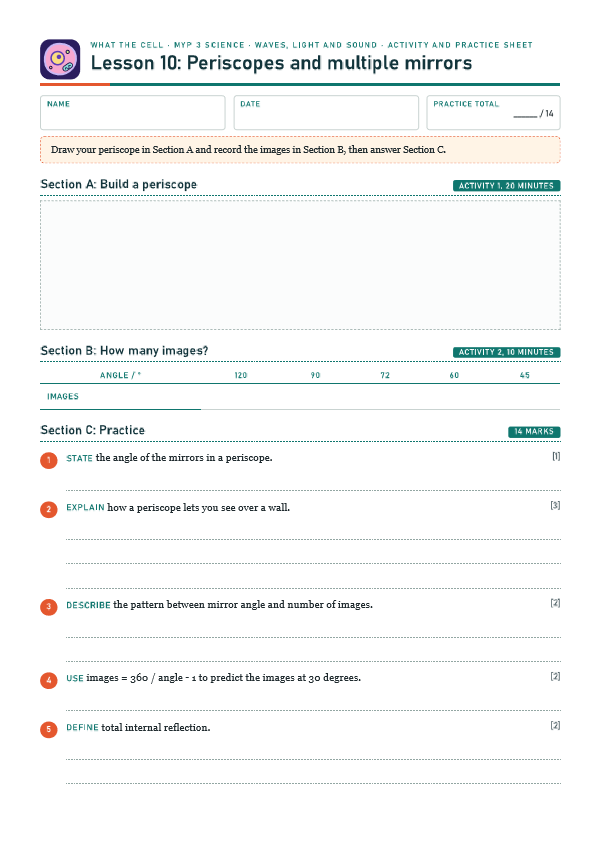 WHAT THE CELL · MYP 3 SCIENCE · WAVES, LIGHT AND SOUND · ACTIVITY AND PRACTICE SHEET
Lesson 10: Periscopes and multiple mirrors
NAME DATE PRACTICE TOTAL
_____ / 14
Draw your periscope in Section A and record the images in Section B, then answer Section C.
Section A: Build a periscope ACTIVITY 1, 20 MINUTES
Section B: How many images? ACTIVITY 2, 10 MINUTES
ANGLE / ° 120 90 72 60 45
IMAGES
Section C: Practice 14 MARKS
1 STATE the angle of the mirrors in a periscope. [1]
2 EXPLAIN how a periscope lets you see over a wall. [3]
3 DESCRIBE the pattern between mirror angle and number of images. [2]
4 USE images = 360 / angle - 1 to predict the images at 30 degrees. [2]
5 DEFINE total internal reflection. [2]